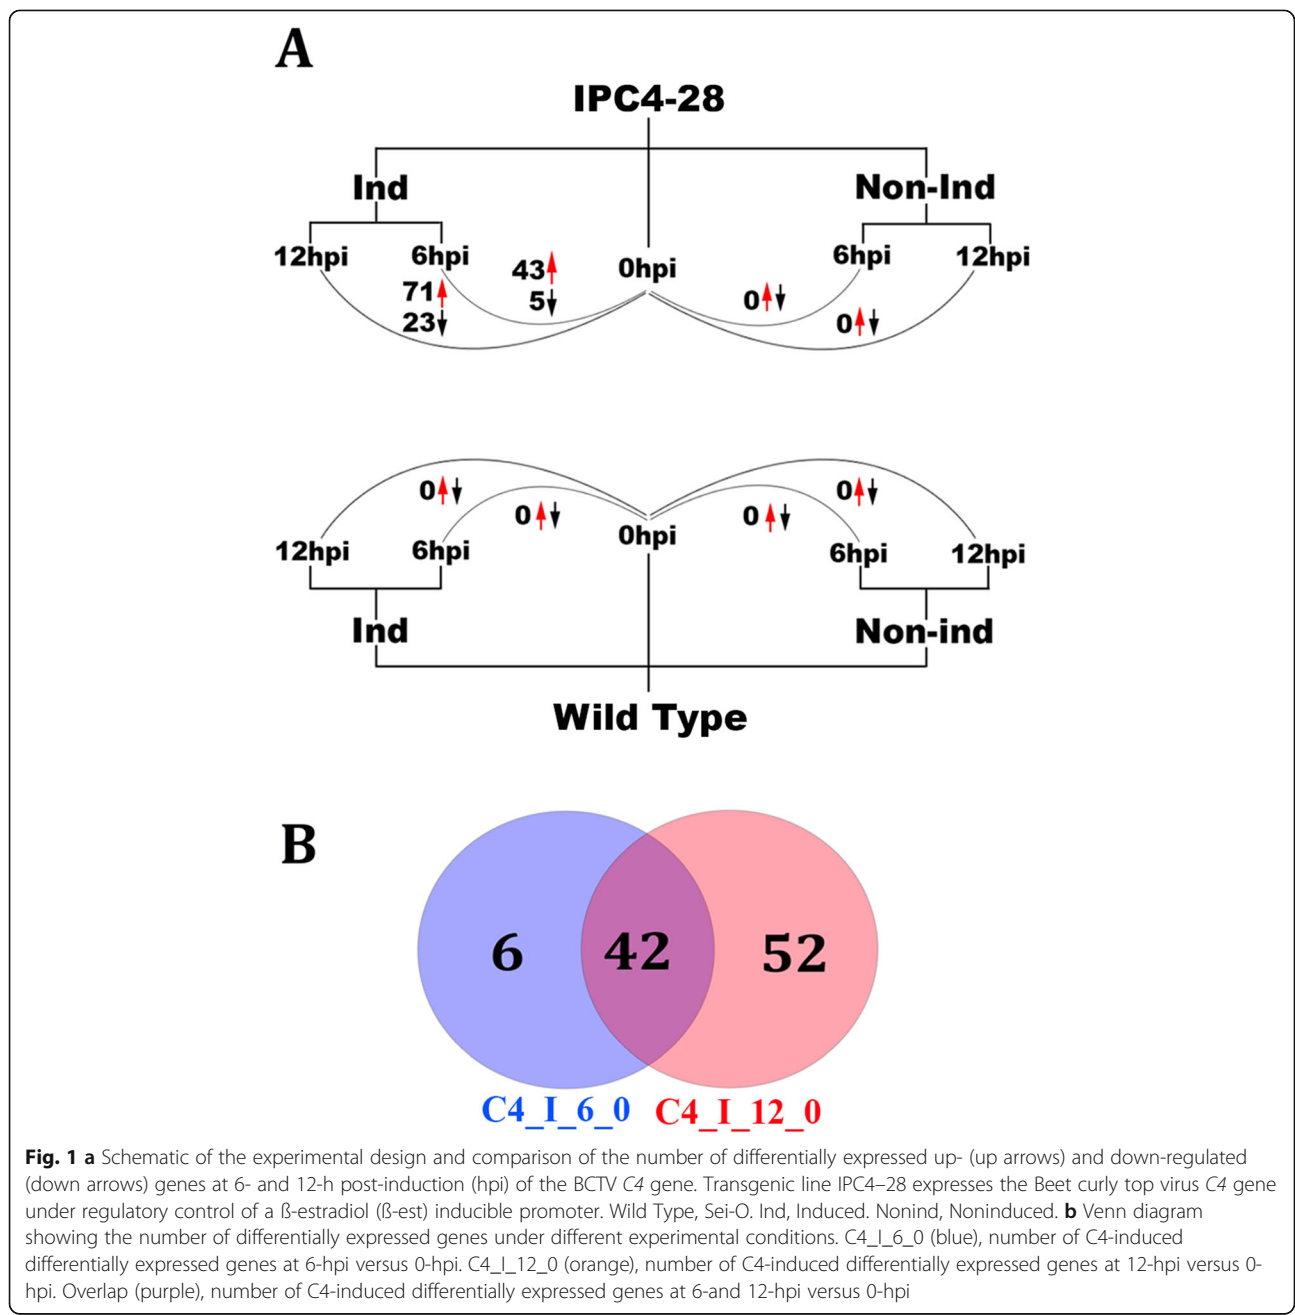 A
IPC4-28
Ind
Non-Ind
12hpi
6hpi
0hpi
6hpi
12hpi
43
5
71
23
0
0
0
0
0
0
12hpi
6hpi
0hpi
6hpi
12hpi
Ind
Non-ind
Wild Type
B
6
42
52
C4_I_6_0
C4_I_12_0
Fig. 1 a Schematic of the experimental design and comparison of the number of differentially expressed up- (up arrows) and down-regulated
(down arrows) genes at 6- and 12-h post-induction (hpi) of the BCTV C4 gene. Transgenic line IPC4–28 expresses the Beet curly top virus C4 gene
under regulatory control of a ß-estradiol (ß-est) inducible promoter. Wild Type, Sei-O. Ind, Induced. Nonind, Noninduced. b Venn diagram
showing the number of differentially expressed genes under different experimental conditions. C4_I_6_0 (blue), number of C4-induced
differentially expressed genes at 6-hpi versus 0-hpi. C4_I_12_0 (orange), number of C4-induced differentially expressed genes at 12-hpi versus 0-
hpi. Overlap (purple), number of C4-induced differentially expressed genes at 6-and 12-hpi versus 0-hpi